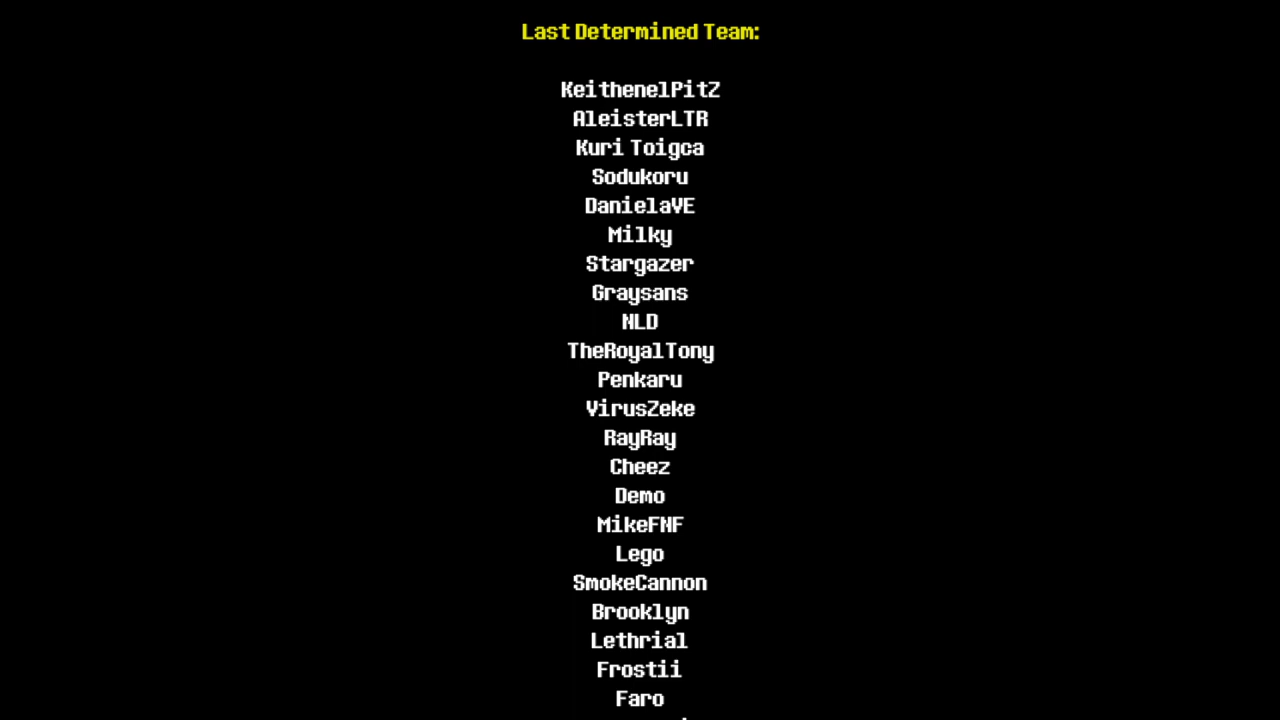 Last Determined Team:
KeithenelPitZ
AleisterLTR
Kuri Toigca
Sodukoru
DanielaVE
Milky
Stargazer
Graysans
NLD
TheRoyalTony
Penkaru
VirusZeke
RayRay
Cheez
Demo
MikeFNF
Lego
SmokeCannon
Brooklyn
Lethrial
Frostii
Faro